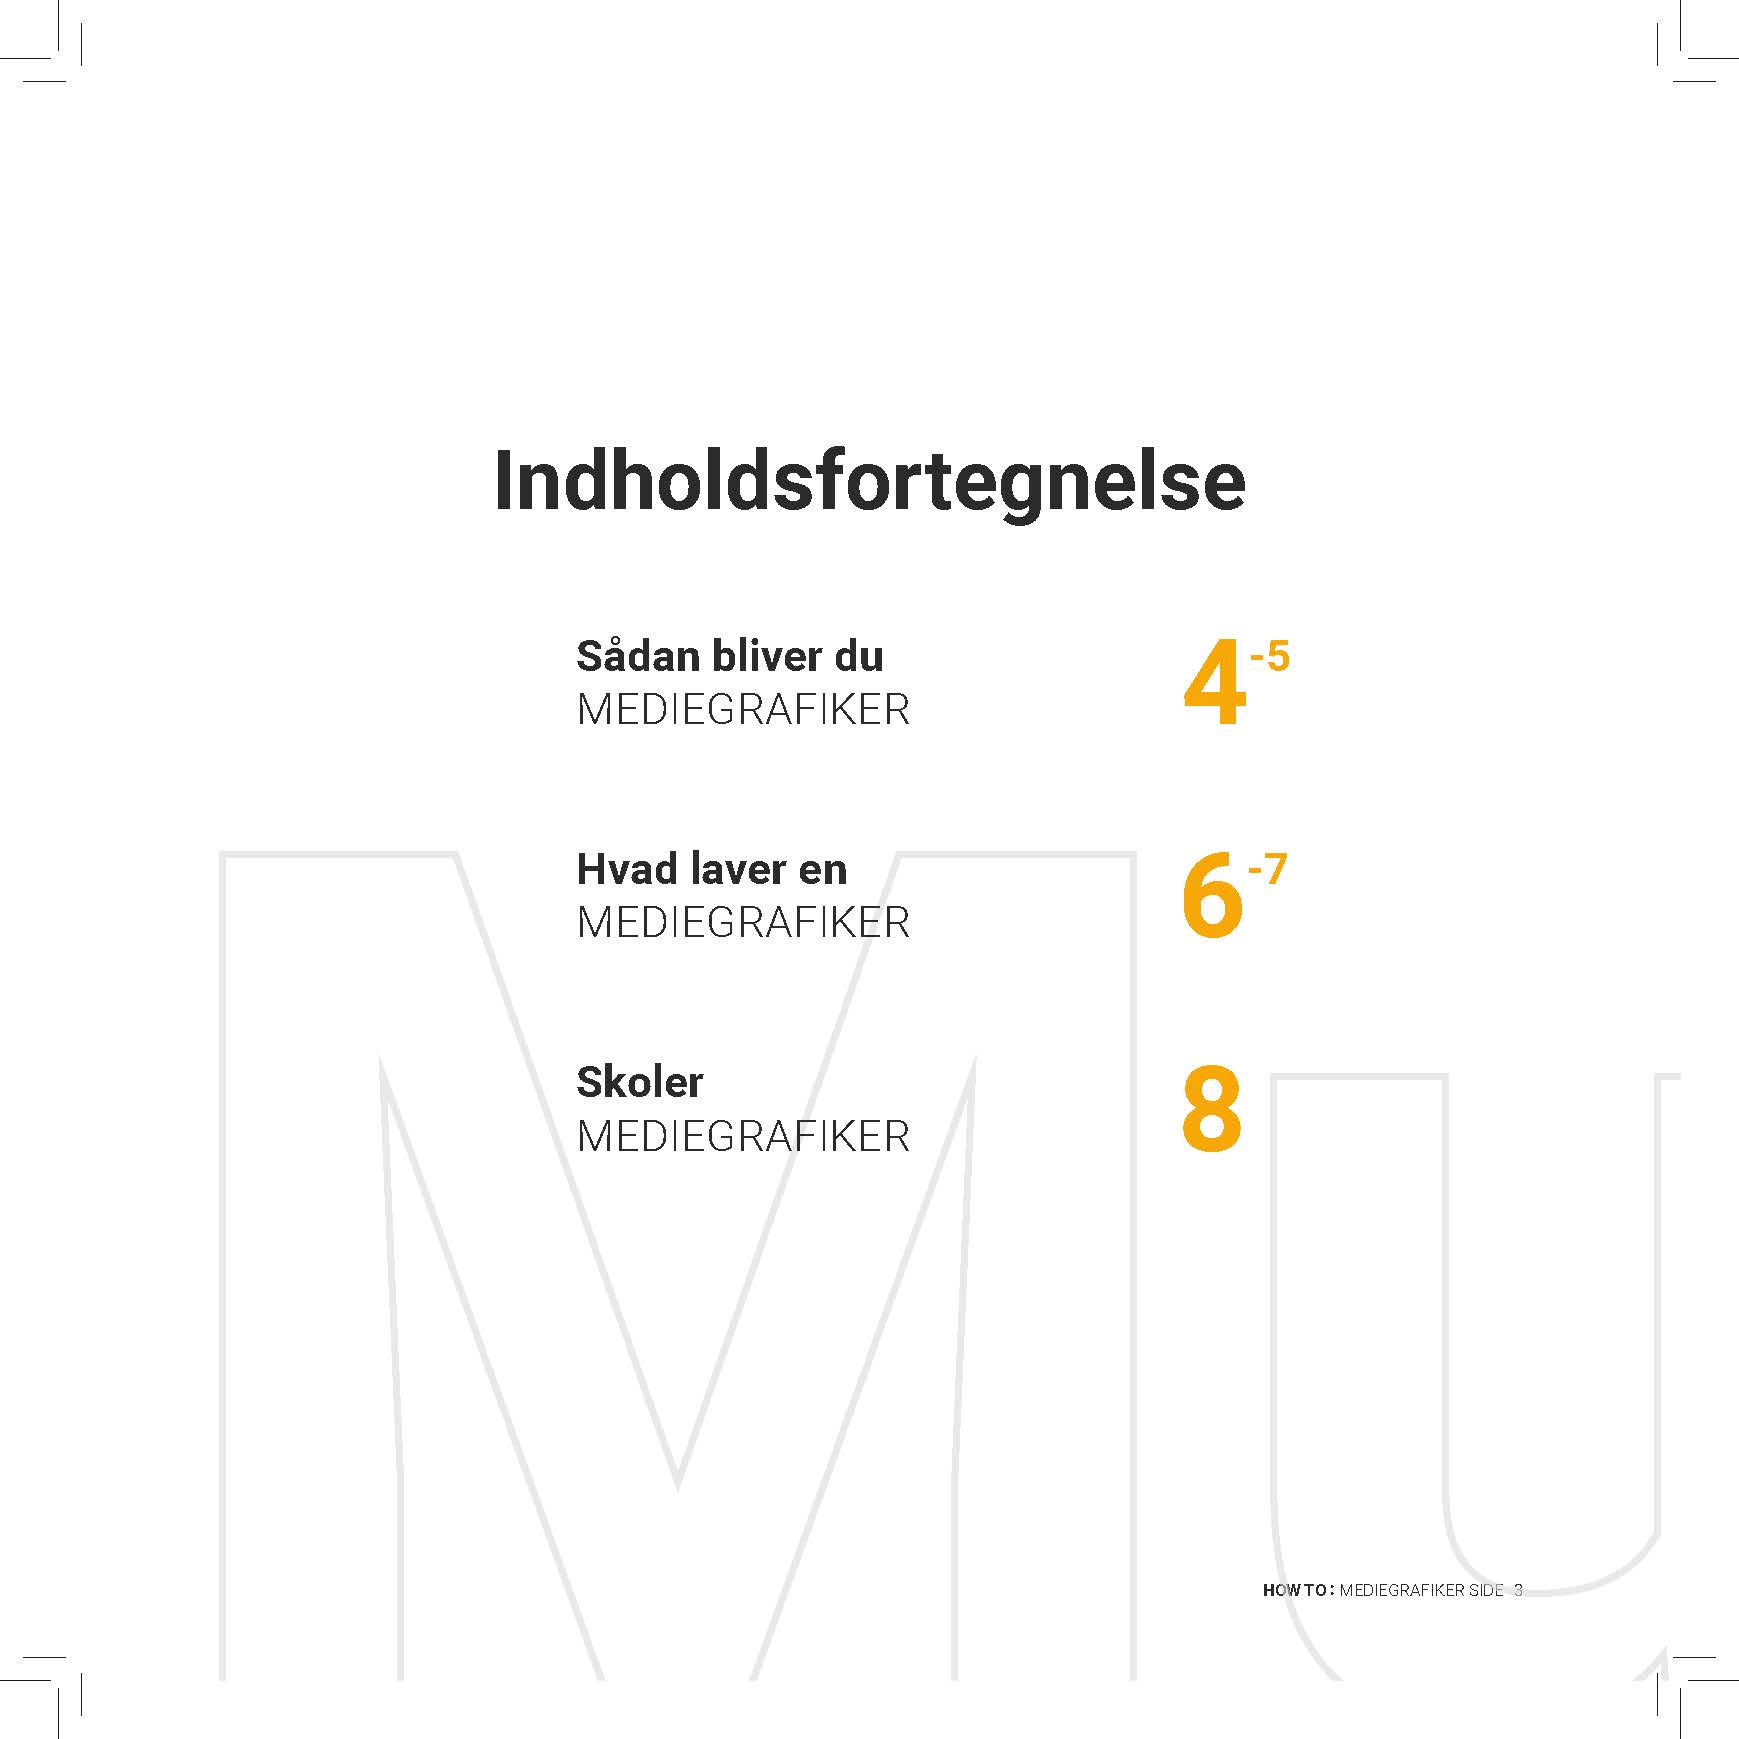 Indholdsfortegnelse
Sådan bliver du
MEDIEGRAFIKER
4-5
Hvad laver en
MEDIEGRAFIKER
6-7
Skoler
MEDIEGRAFIKER
8
Mu
HOW TO: MEDIEGRAFIKER SIDE 3